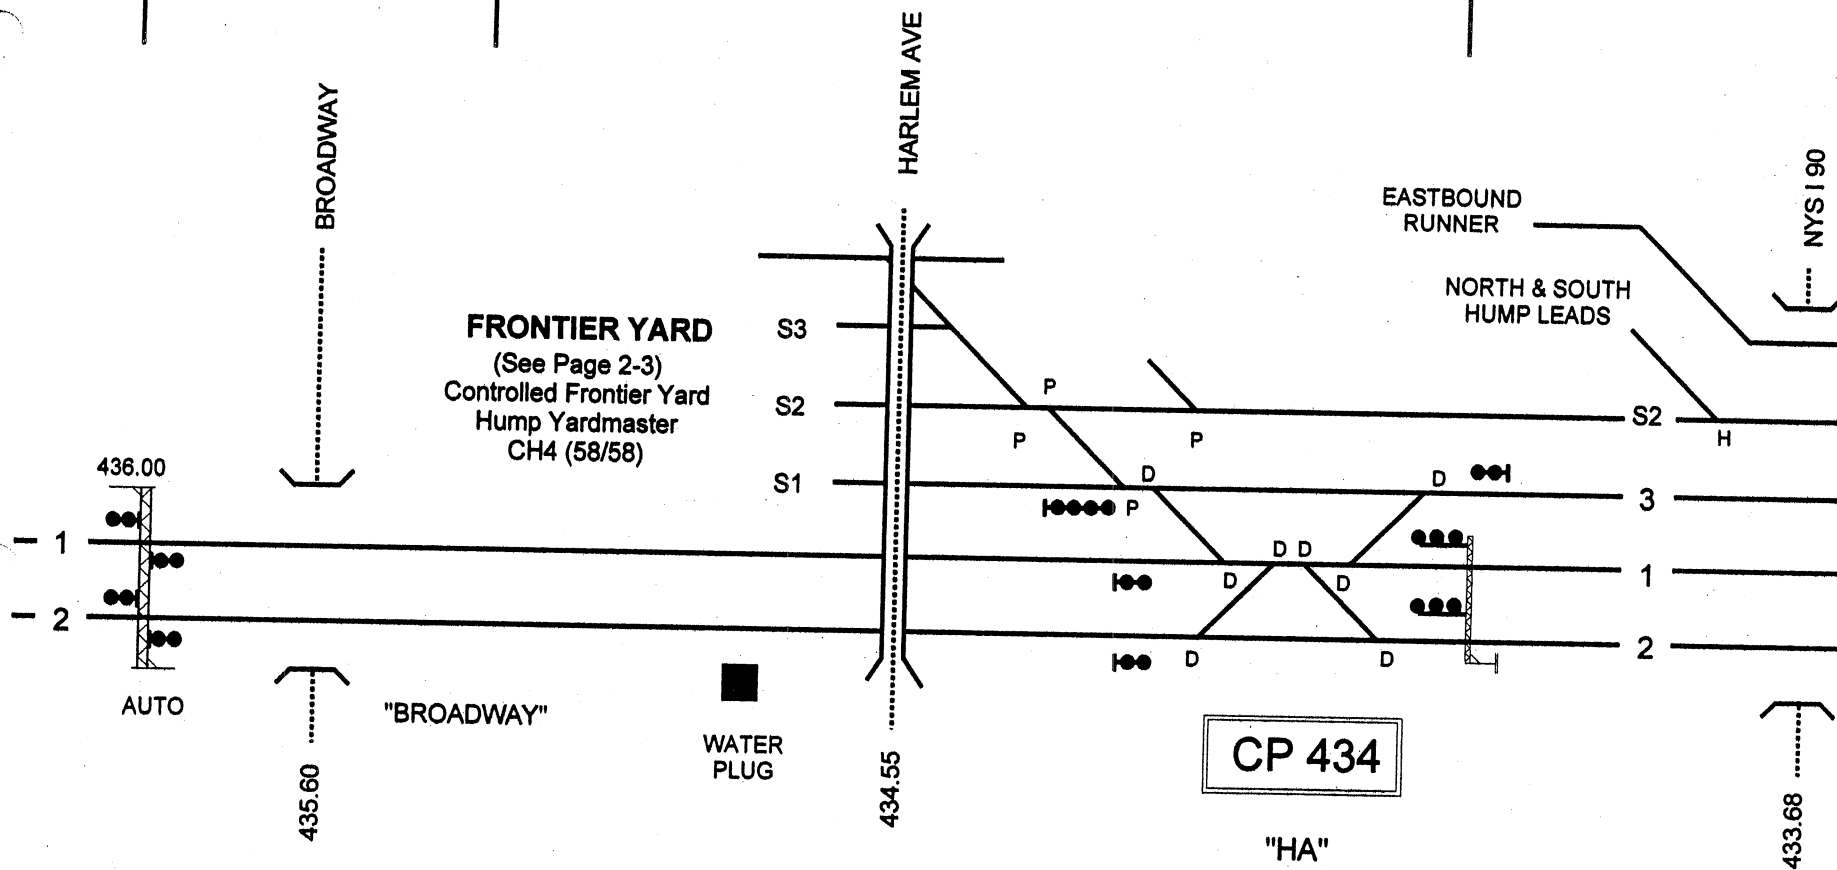 BROADWAY
HARLEM AVE
NYS I 90
EASTBOUND
RUNNER
NORTH & SOUTH
HUMP LEADS
FRONTIER YARD
(See Page 2-3)
Controlled Frontier Yard
Hump Yardmaster
CH4 (58/58)
S3
S2
S1
P
P
P
S2
H
436.00
D
P
D
3
1
D
D
D
D
1
2
D
D
2
AUTO
"BROADWAY"
WATER
PLUG
CP 434
"HA"
435.60
434.55
433.68